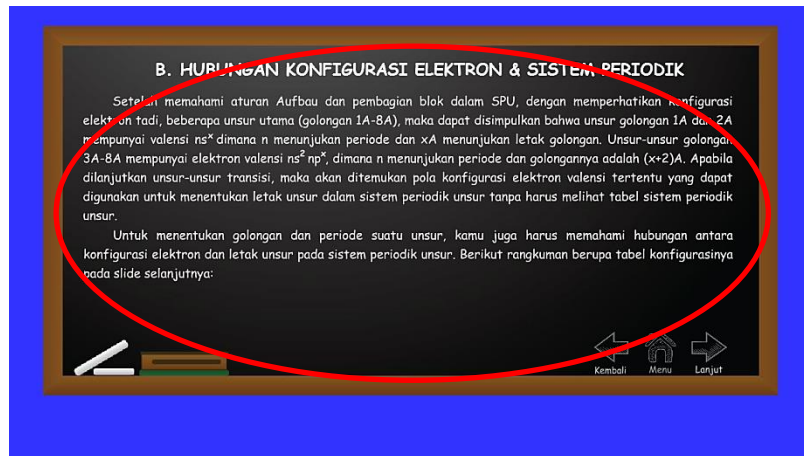 B. HUBUNGAN KONFIGURASI ELEKTRON & SISTEM PERIODIK
Setelah memahami aturan Aufbau dan pembagian blok dalam SPU, dengan memperhatikan konfigurasi
elektron tadi, beberapa unsur utama (golongan 1A-8A), maka dapat disimpulkan bahwa unsur golongan 1A dan 2A
mempunyai valensi nsˣ dimana n menunjukan periode dan xA menunjukan letak golongan. Unsur-unsur golongan
3A-8A mempunyai elektron valensi ns² npˣ, dimana n menunjukan periode dan golongannya adalah (x+2)A. Apabila
dilanjutkan unsur-unsur transisi, maka akan ditemukan pola konfigurasi elektron valensi tertentu yang dapat
digunakan untuk menentukan letak unsur dalam sistem periodik unsur tanpa harus melihat tabel sistem periodik
unsur.
Untuk menentukan golongan dan periode suatu unsur, kamu juga harus memahami hubungan antara
konfigurasi elektron dan letak unsur pada sistem periodik unsur. Berikut rangkuman berupa tabel konfigurasinya
pada slide selanjutnya:
Kembali Menu Lanjut